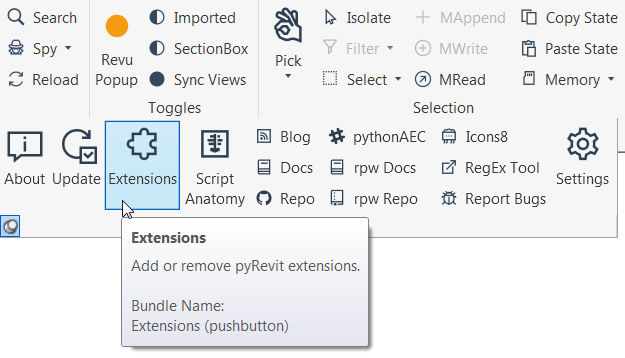 Search
Spy
Reload
Revu
Popup
Imported
SectionBox
Sync Views
Toggles
Pick
Isolate
Filter
Select
MAppend
MWrite
MRead
Copy State
Paste State
Memory
Selection
About
Update
Extensions
Script
Anatomy
Blog
Docs
Repo
pythonAEC
rpw Docs
rpw Repo
Icons8
RegEx Tool
Report Bugs
Settings
Extensions
Add or remove pyRevit extensions.
Bundle Name:
Extensions (pushbutton)